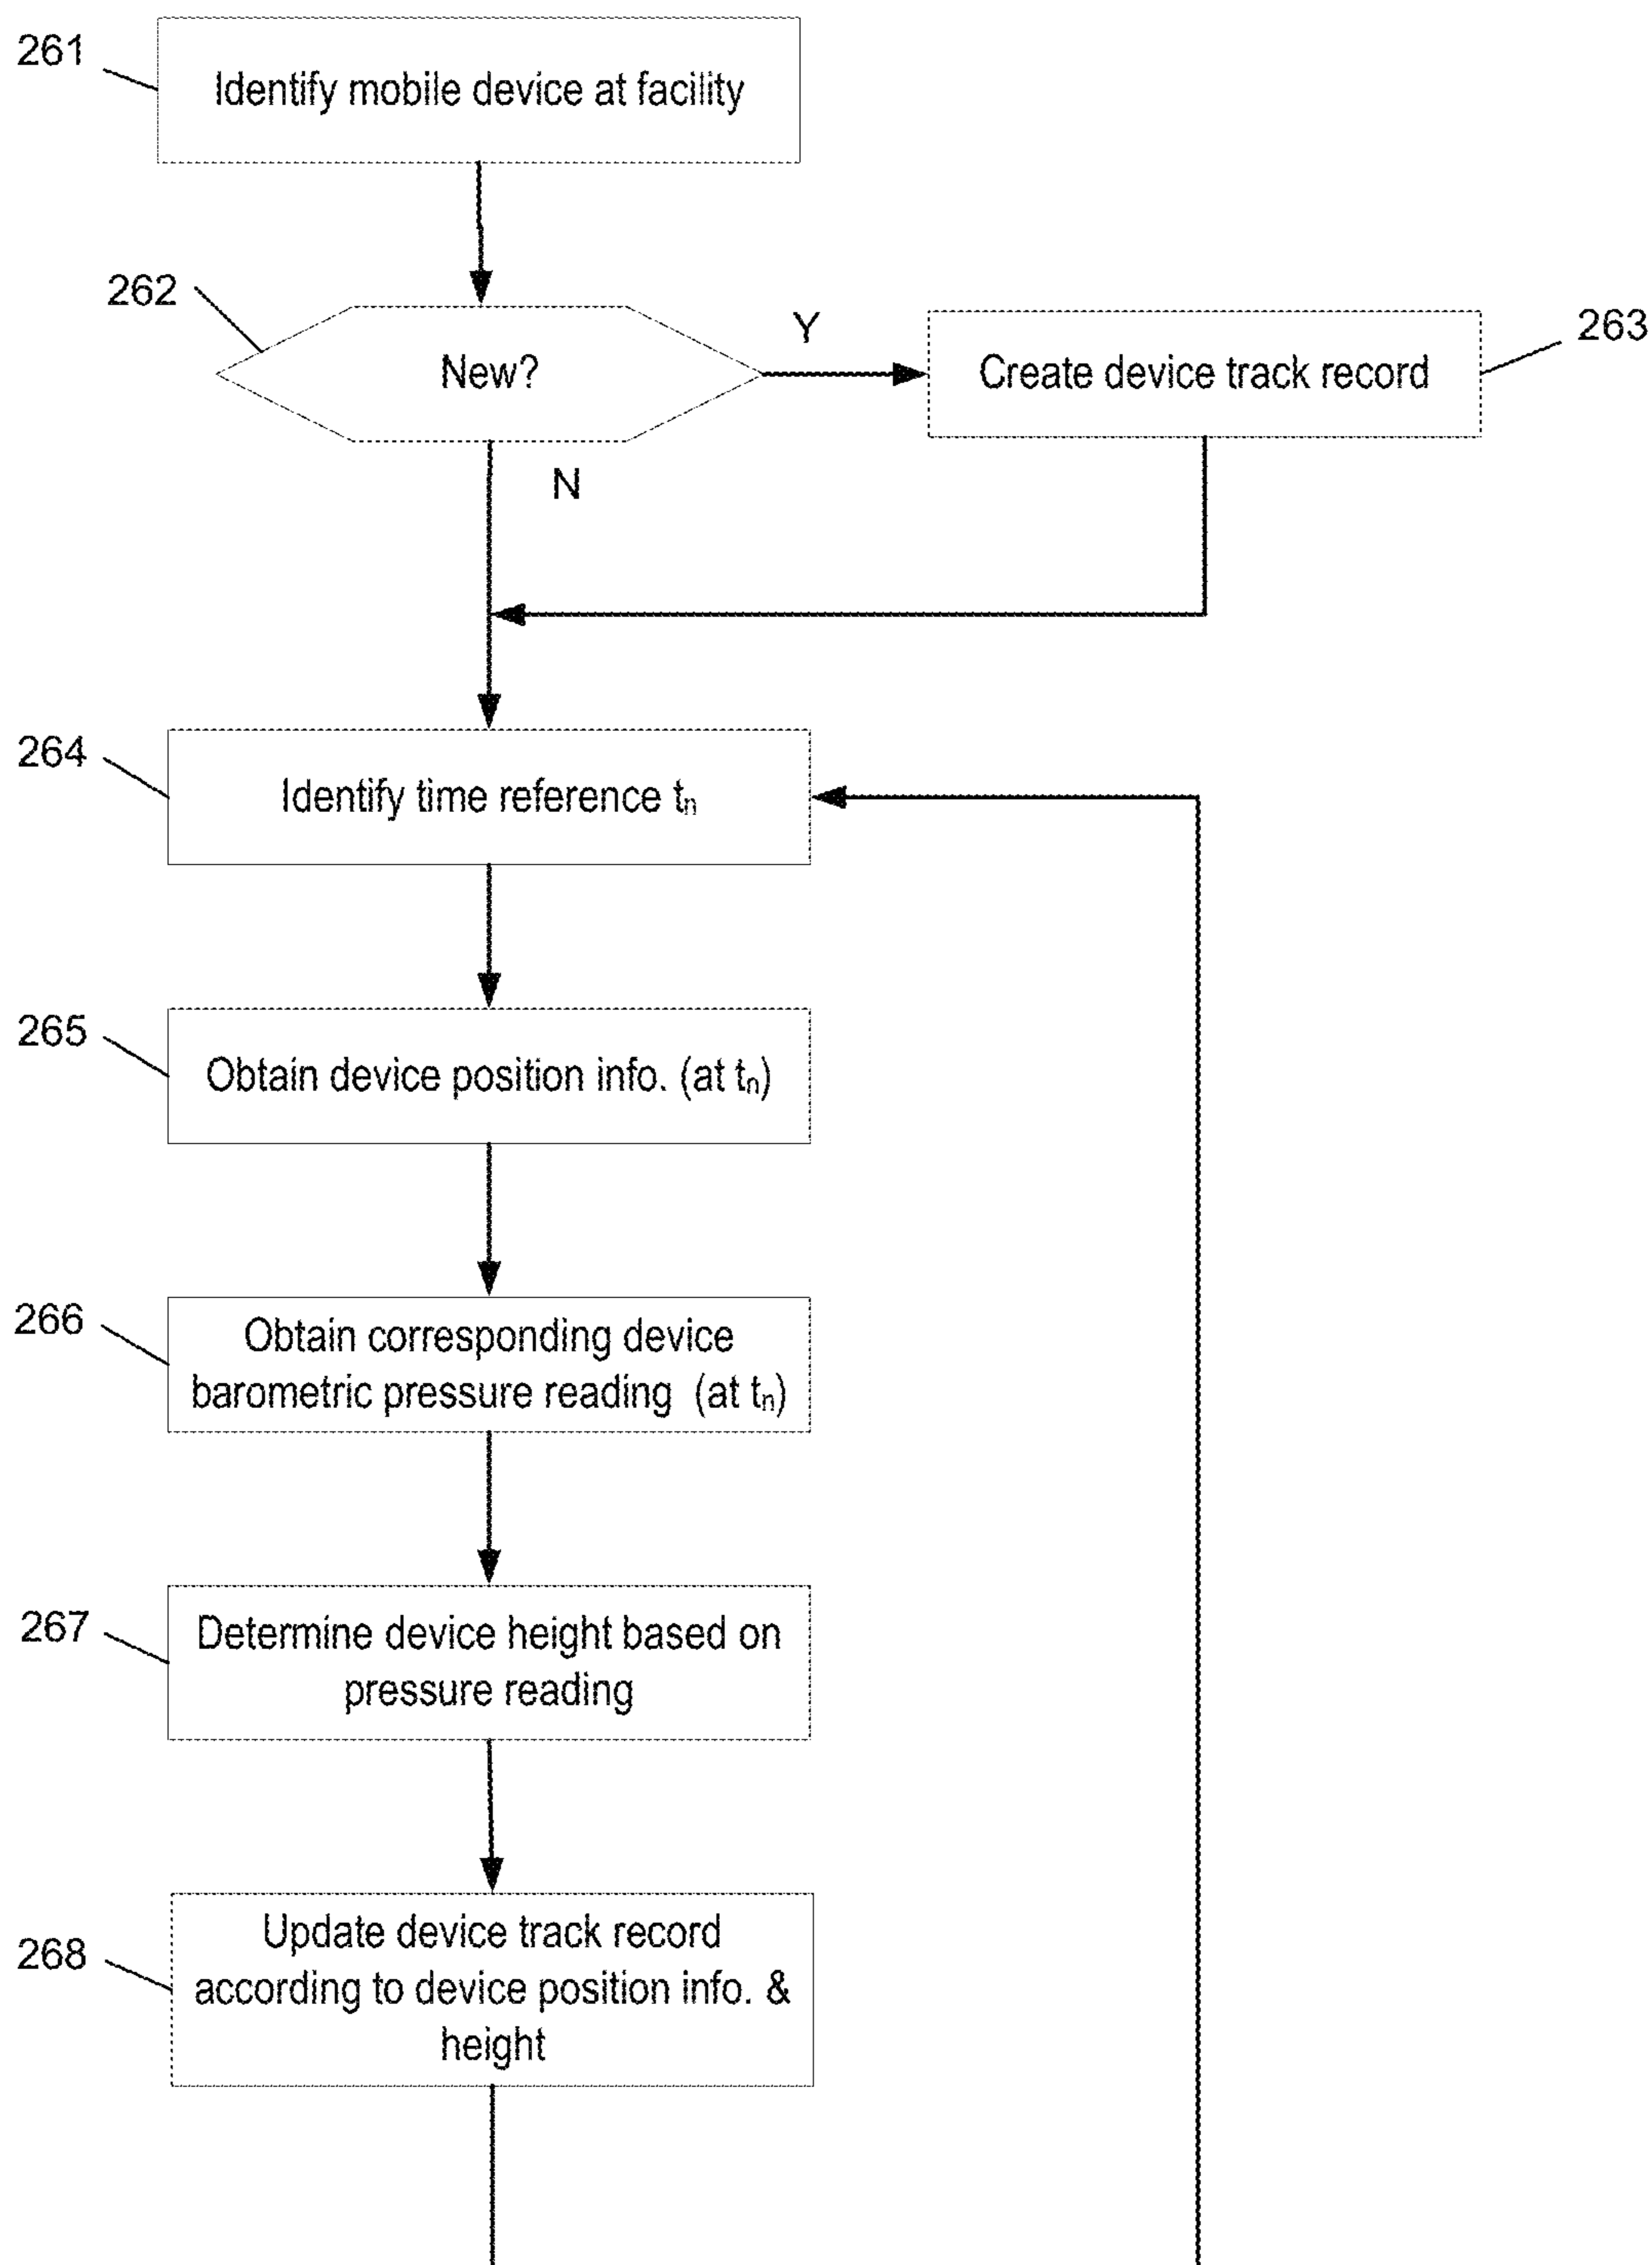 261
Identify mobile device at facility
262
New?
Y
Create device track record
263
N
264
Identify time reference tₙ
265
Obtain device position info. (at tₙ)
266
Obtain corresponding device
barometric pressure reading (at tₙ)
267
Determine device height based on
pressure reading
268
Update device track record
according to device position info. &
height